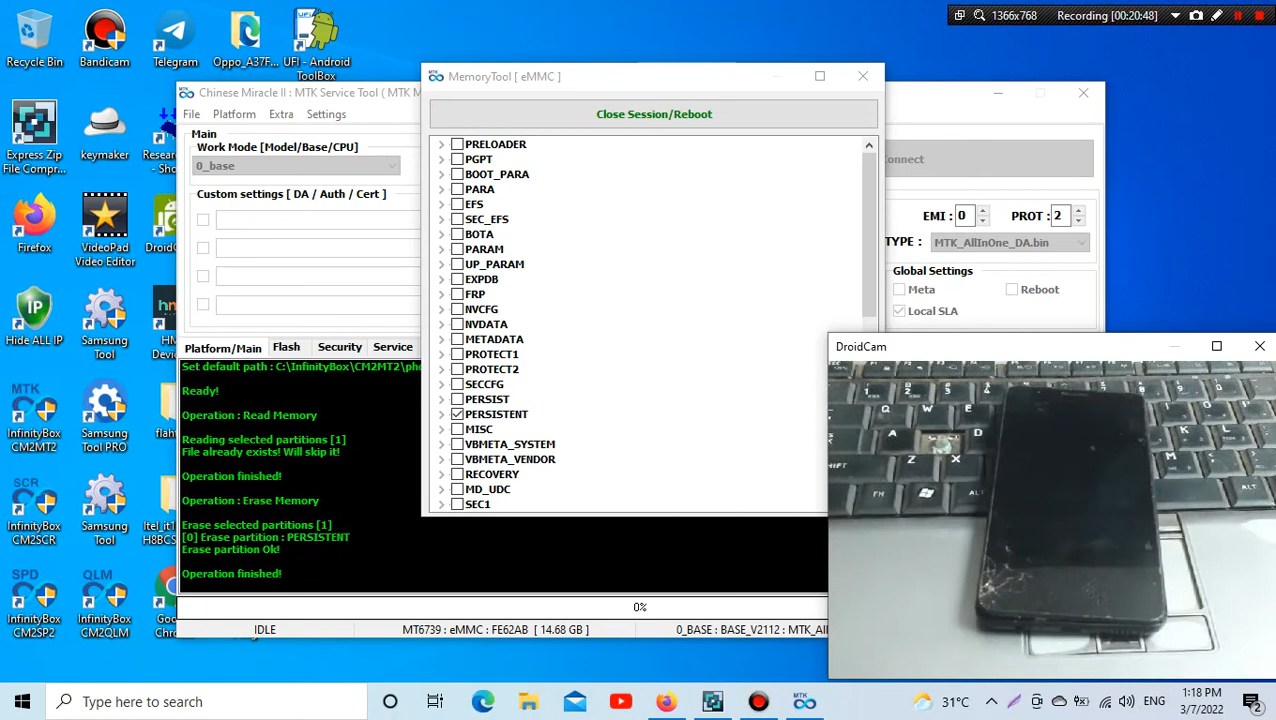 1366x768
Recording [00:20:48]
Recycle Bin
Bandicam
Telegram
Oppo_A37F...
UFI - Android
ToolBox
Express Zip
File Compr...
keymaker
Firefox
VideoPad
Video Editor
Hide ALL IP
Samsung
Tool
InfinityBox
CM2MT2
Samsung
Tool PRO
InfinityBox
CM2SCR
Samsung
Tool
InfinityBox
CM2SP2
InfinityBox
CM2QLM
MemoryTool [ eMMC ]
Close Session/Reboot
PRELOADER
PGPT
BOOT_PARA
PARA
EFS
SEC_EFS
BOTA
PARAM
UP_PARAM
EXPDB
FRP
NVCFG
NVDATA
METADATA
PROTECT1
PROTECT2
SECCFG
PERSIST
PERSISTENT
MISC
VBMETA_SYSTEM
VBMETA_VENDOR
RECOVERY
MD_UDC
SEC1
Chinese Miracle II : MTK Service Tool ( MTK M
File Platform Extra Settings
Main
Work Mode [Model/Base/CPU]
0_base
Custom settings [ DA / Auth / Cert ]
Platform/Main Flash Security Service
Set default path : C:\InfinityBox\CM2MT2\pho
Ready!
Operation : Read Memory
Reading selected partitions [1]
File already exists! Will skip it!
Operation finished!
Operation : Erase Memory
Erase selected partitions [1]
[0] Erase partition : PERSISTENT
Erase partition Ok!
Operation finished!
0%
IDLE
MT6739 : eMMC : FE62AB [ 14.68 GB ]
0_BASE : BASE_V2112 : MTK_All
onnect
EMI : 0 PROT : 2
TYPE : MTK_AllInOne_DA.bin
Global Settings
Meta Reboot
Local SLA
DroidCam
Q W E
A D
Z X
M
FN
Type here to search
31°C
ENG
1:18 PM
3/7/2022
2